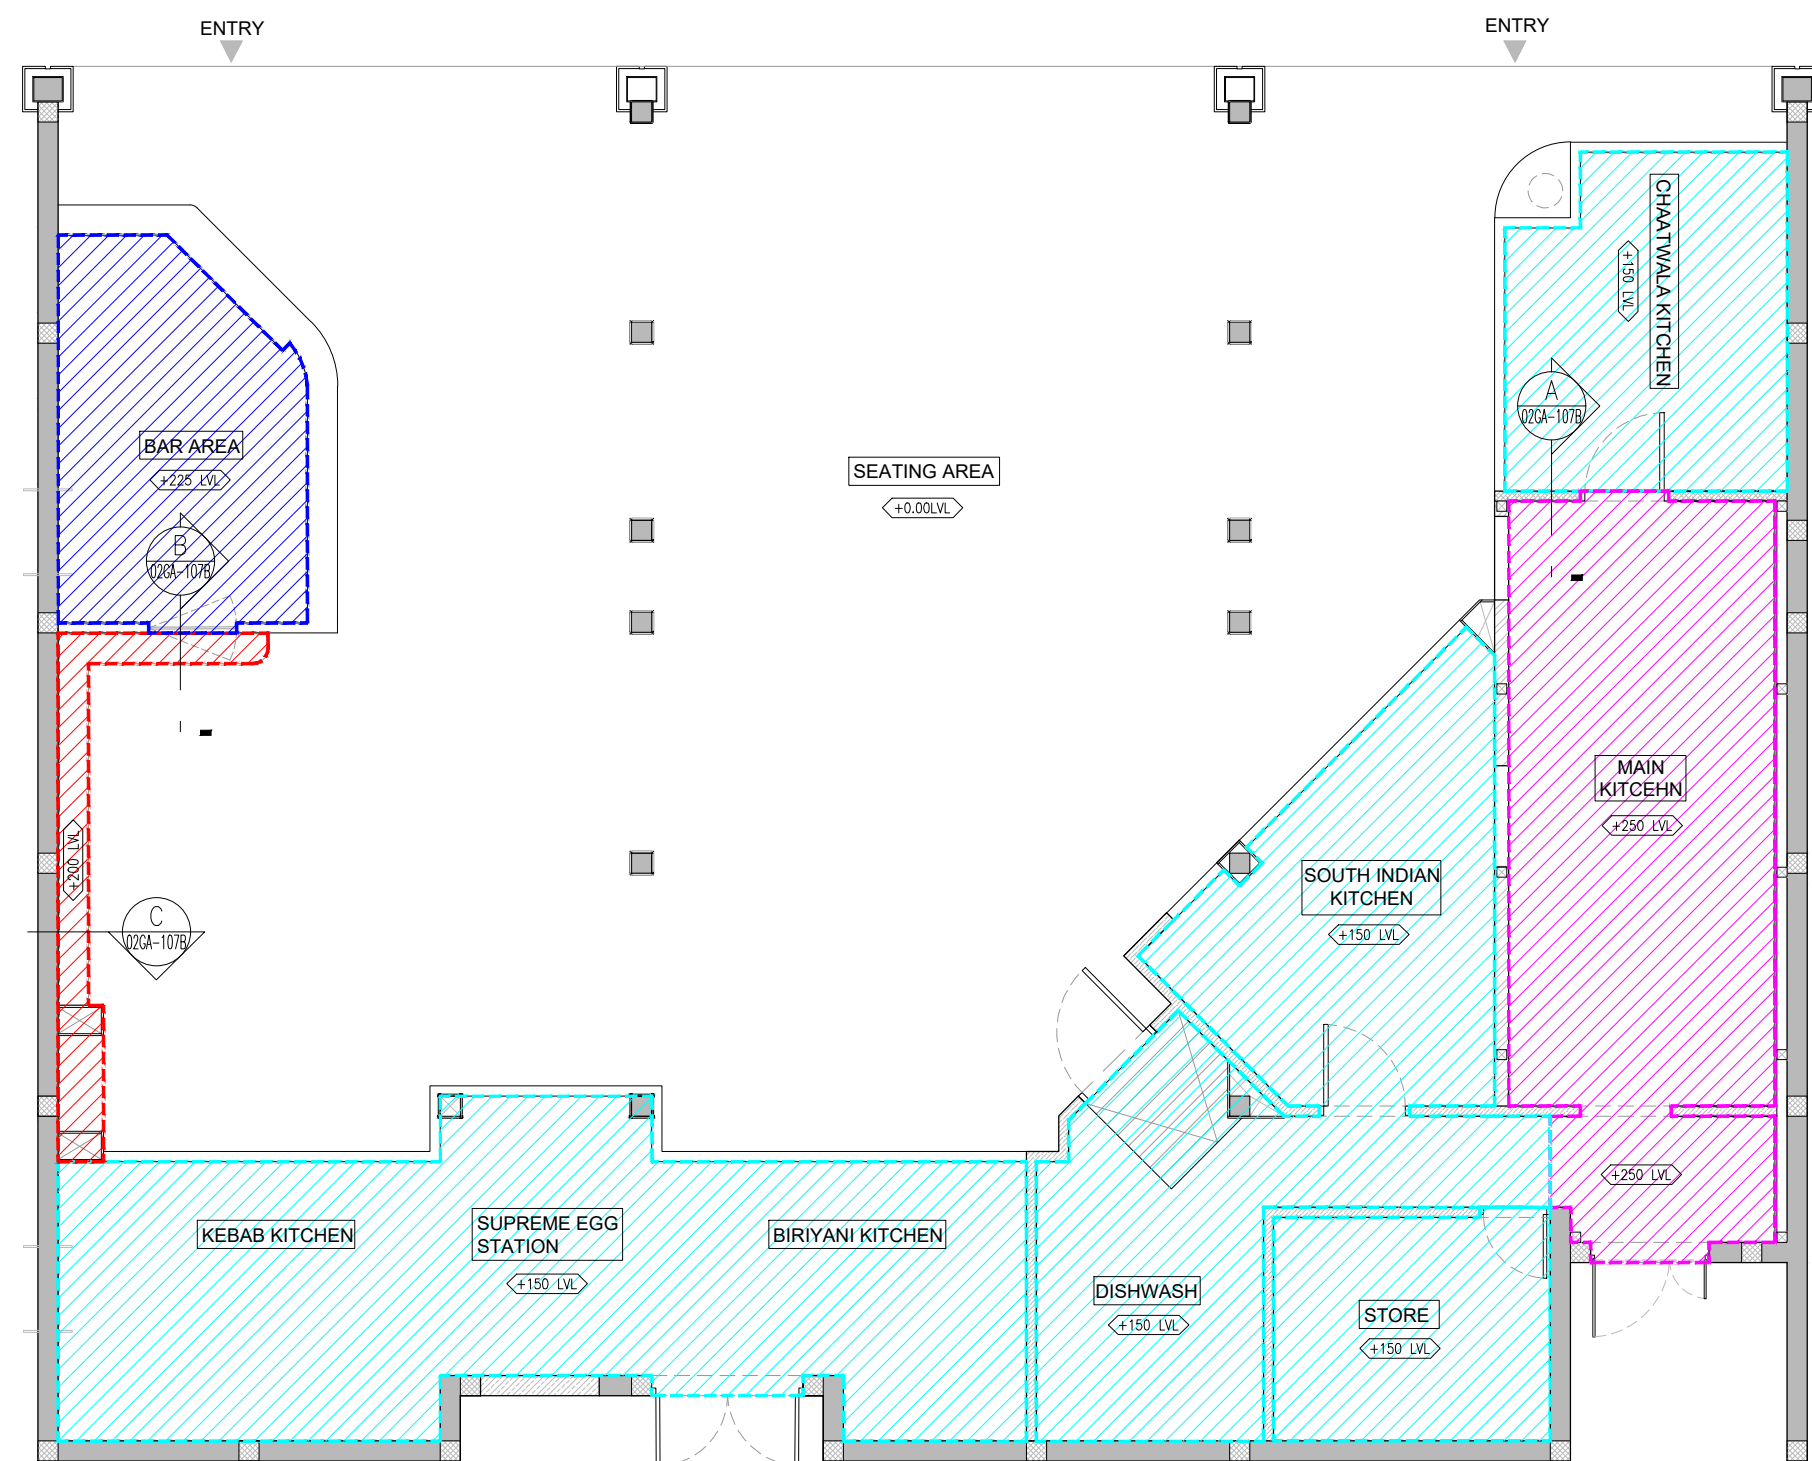 ENTRY
ENTRY
CHAATWALA KITCHEN
+150 LVL
A
02GA-107B
BAR AREA
+225 LVL
SEATING AREA
+0.00LVL
B
02GA-107B
MAIN
KITCEHN
+250 LVL
+200 LVL
SOUTH INDIAN
KITCHEN
+150 LVL
C
02GA-107B
+250 LVL
KEBAB KITCHEN
SUPREME EGG
STATION
+150 LVL
BIRIYANI KITCHEN
DISHWASH
+150 LVL
STORE
+150 LVL